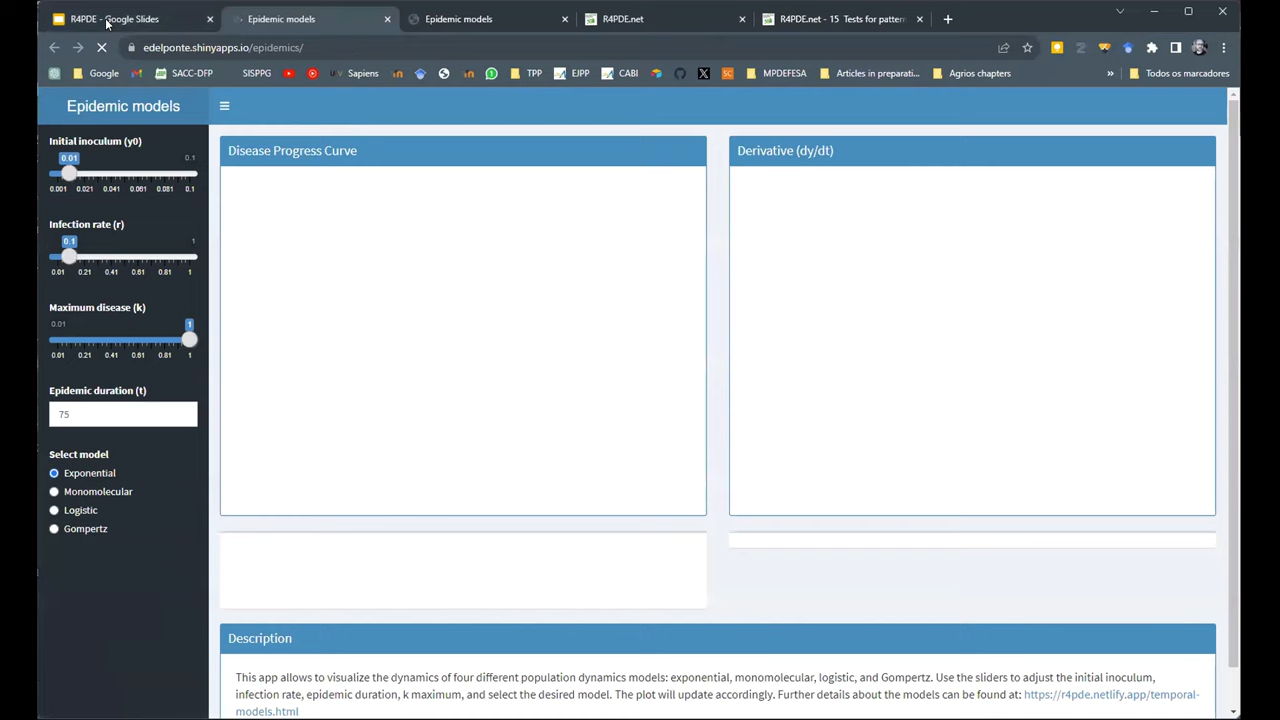 R4PDE - Google Slides
Epidemic models
Epidemic models
R4PDE.net
R4PDE.net - 15 Tests for patter
edelponte.shinyapps.io/epidemics/
Google
SACC-DFP
SISPPG
Sapiens
TPP
EJPP
CABI
MPDEFESA
Articles in preparati...
Agrios chapters
»
Todos os marcadores
Epidemic models
Initial inoculum (y0)
0.01 0.1
0.001 0.021 0.041 0.061 0.081 0.1
Infection rate (r)
0.1 1
0.01 0.21 0.41 0.61 0.81 1
Maximum disease (k)
0.01 1
0.01 0.21 0.41 0.61 0.81 1
Epidemic duration (t)
75
Select model
Exponential
Monomolecular
Logistic
Gompertz
Disease Progress Curve
Derivative (dy/dt)
Description
This app allows to visualize the dynamics of four different population dynamics models: exponential, monomolecular, logistic, and Gompertz. Use the sliders to adjust the initial inoculum,
infection rate, epidemic duration, k maximum, and select the desired model. The plot will update accordingly. Further details about the models can be found at: https://r4pde.netlify.app/temporal-
models.html